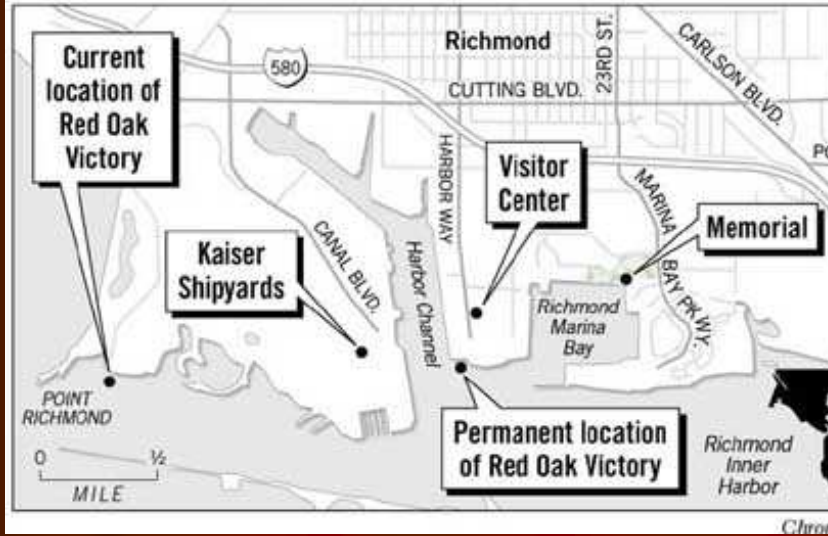 Current
location of
Red Oak
Victory
580
Richmond
CUTTING BLVD.
23RD ST.
CARLSON BLVD.
HARBOR WAY
Visitor
Center
MARINA
BAY PKWY.
Memorial
Kaiser
Shipyards
CANAL BLVD.
Harbor Channel
Richmond
Marina
Bay
POINT
RICHMOND
Permanent location
of Red Oak Victory
Richmond
Inner
Harbor
0 ½
MILE